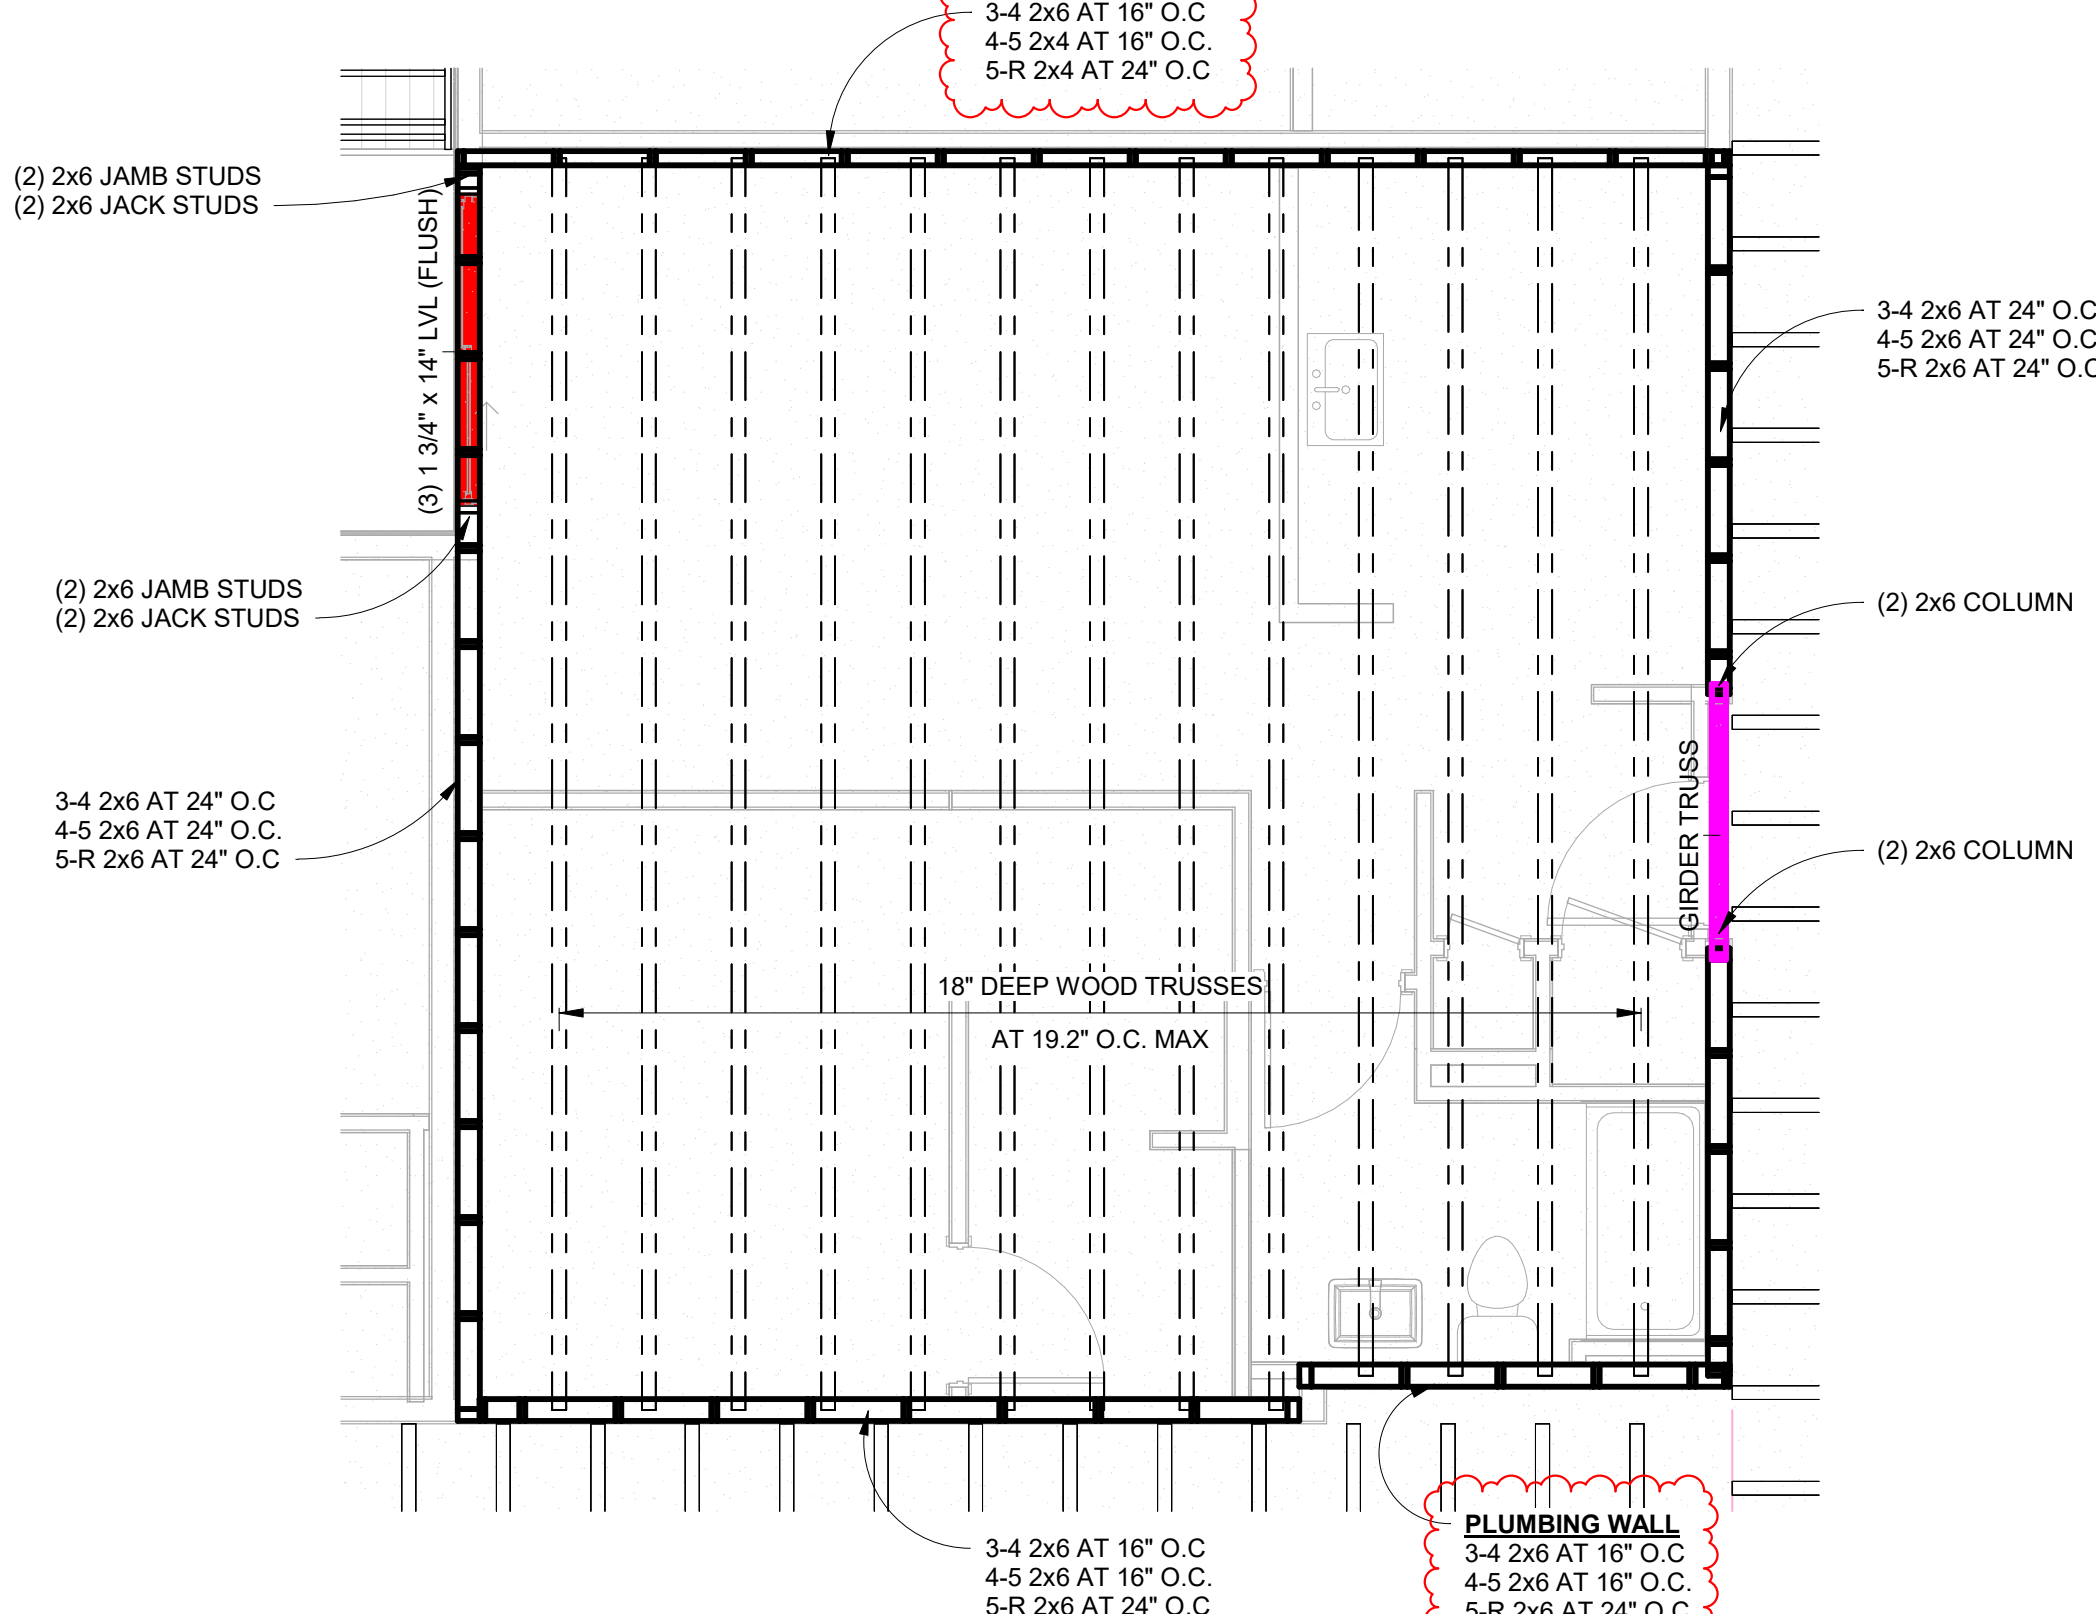 3-4 2x6 AT 16" O.C
4-5 2x4 AT 16" O.C.
5-R 2x4 AT 24" O.C
(2) 2x6 JAMB STUDS
(2) 2x6 JACK STUDS
(3) 1 3/4" x 14" LVL (FLUSH)
3-4 2x6 AT 24" O.C
4-5 2x6 AT 24" O.C
5-R 2x6 AT 24" O.C
(2) 2x6 JAMB STUDS
(2) 2x6 JACK STUDS
(2) 2x6 COLUMN
3-4 2x6 AT 24" O.C
4-5 2x6 AT 24" O.C.
5-R 2x6 AT 24" O.C
GIRDER TRUSS
(2) 2x6 COLUMN
18" DEEP WOOD TRUSSES
AT 19.2" O.C. MAX
3-4 2x6 AT 16" O.C
4-5 2x6 AT 16" O.C.
5-R 2x6 AT 24" O.C
PLUMBING WALL
3-4 2x6 AT 16" O.C
4-5 2x6 AT 16" O.C.
5-R 2x6 AT 24" O.C